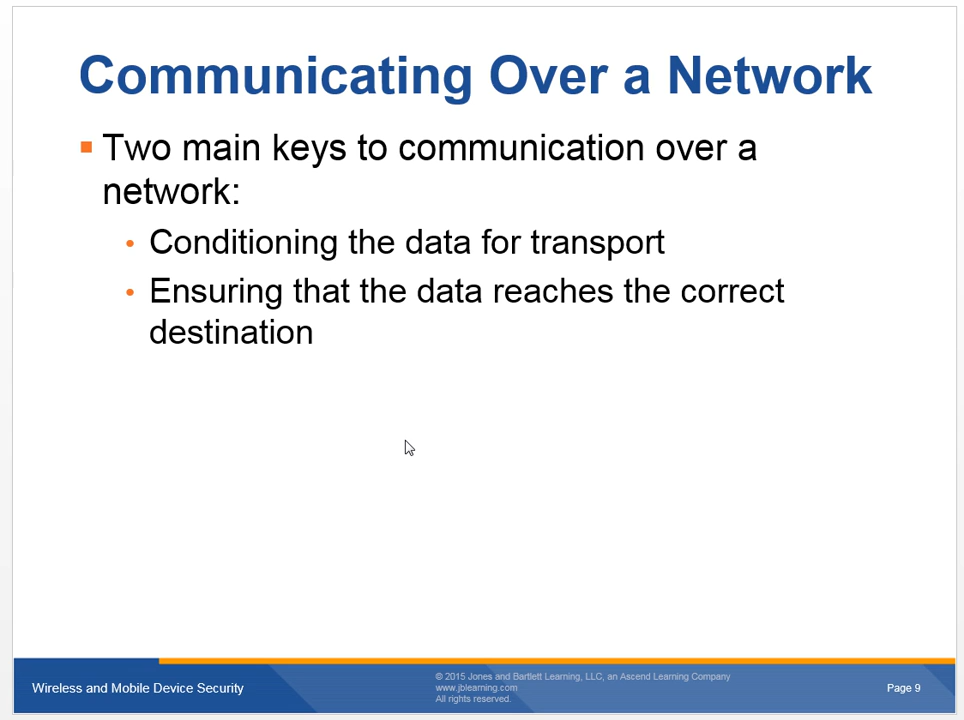 Communicating Over a Network
Two main keys to communication over a
network:
Conditioning the data for transport
Ensuring that the data reaches the correct
destination
Wireless and Mobile Device Security
© 2015 Jones and Bartlett Learning, LLC, an Ascend Learning Company
www.jblearning.com
All rights reserved.
Page 9